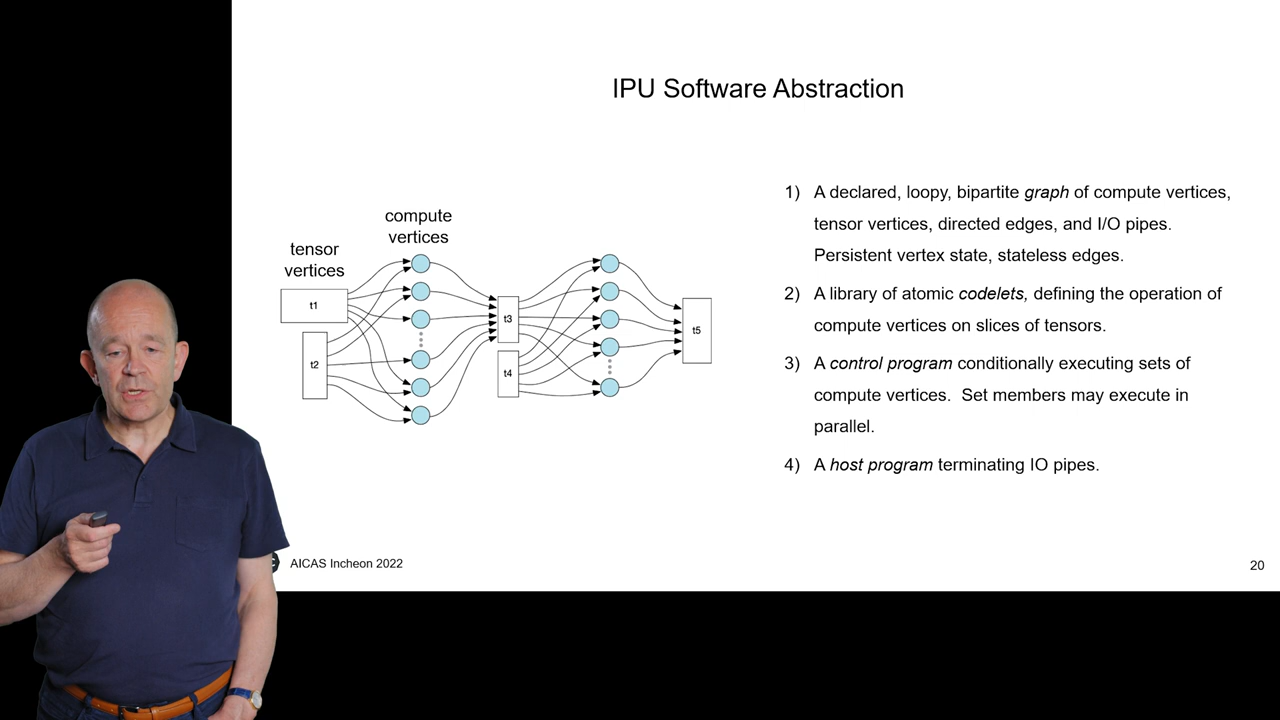 IPU Software Abstraction
compute
vertices
tensor
vertices
t1
t2
t3
t4
t5
1) A declared, loopy, bipartite graph of compute vertices,
tensor vertices, directed edges, and I/O pipes.
Persistent vertex state, stateless edges.
2) A library of atomic codelets, defining the operation of
compute vertices on slices of tensors.
3) A control program conditionally executing sets of
compute vertices. Set members may execute in
parallel.
4) A host program terminating IO pipes.
AICAS Incheon 2022
20